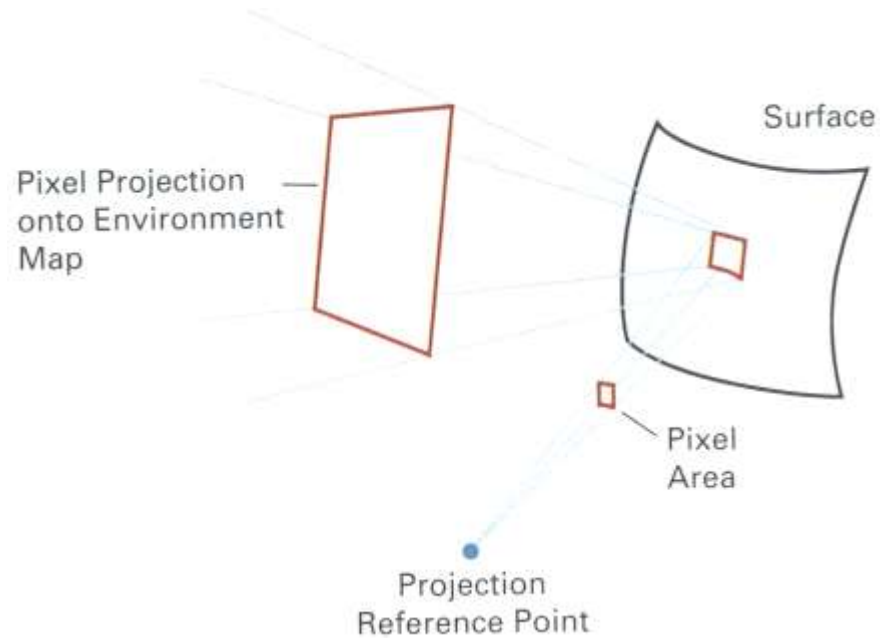 Surface
Pixel Projection
onto Environment
Map
Pixel
Area
Projection
Reference Point